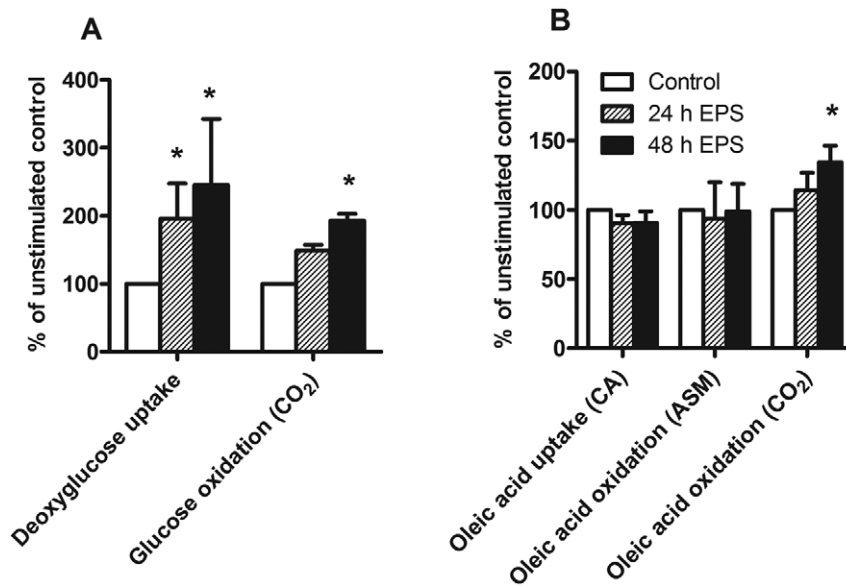 A
% of unstimulated control
400
300
200
100
0
*
*
*
Deoxyglucose uptake
Glucose oxidation (CO₂)
B
% of unstimulated control
200
150
100
50
0
Control
24 h EPS
48 h EPS
*
Oleic acid uptake (CA)
Oleic acid oxidation (ASM)
Oleic acid oxidation (CO₂)